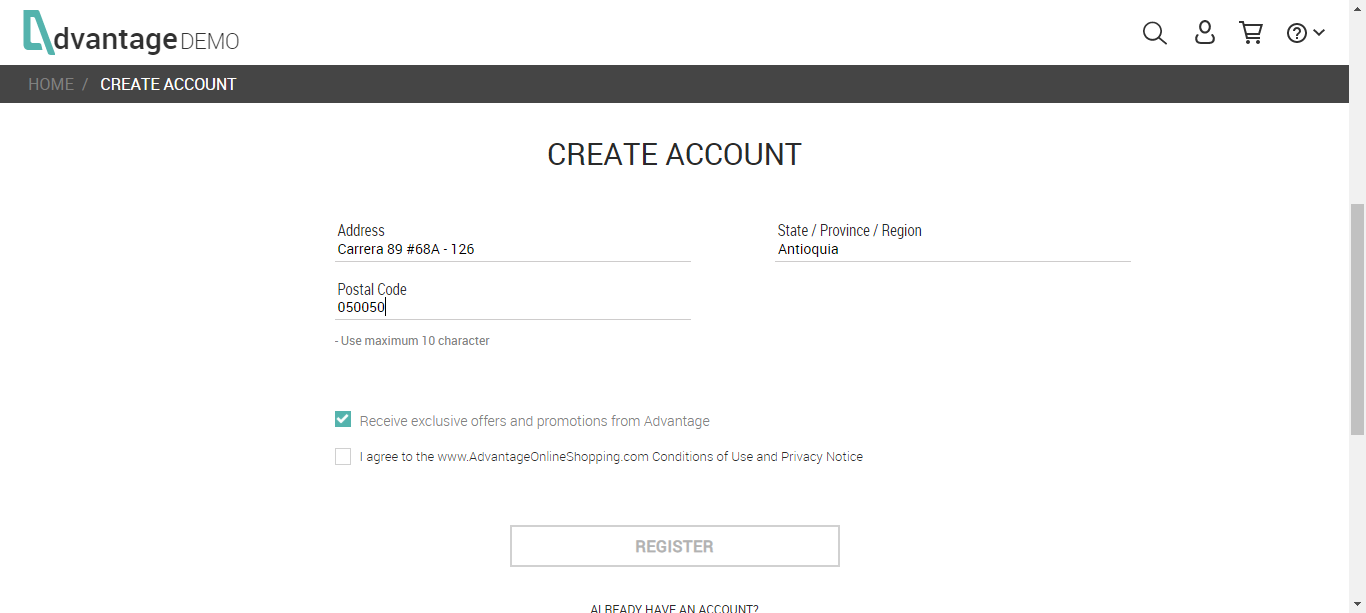 dvantage DEMO
HOME / CREATE ACCOUNT
CREATE ACCOUNT
Address
Carrera 89 #68A - 126
State / Province / Region
Antioquia
Postal Code
050050
- Use maximum 10 character
Receive exclusive offers and promotions from Advantage
I agree to the www.AdvantageOnlineShopping.com Conditions of Use and Privacy Notice
REGISTER
ALREADY HAVE AN ACCOUNT?